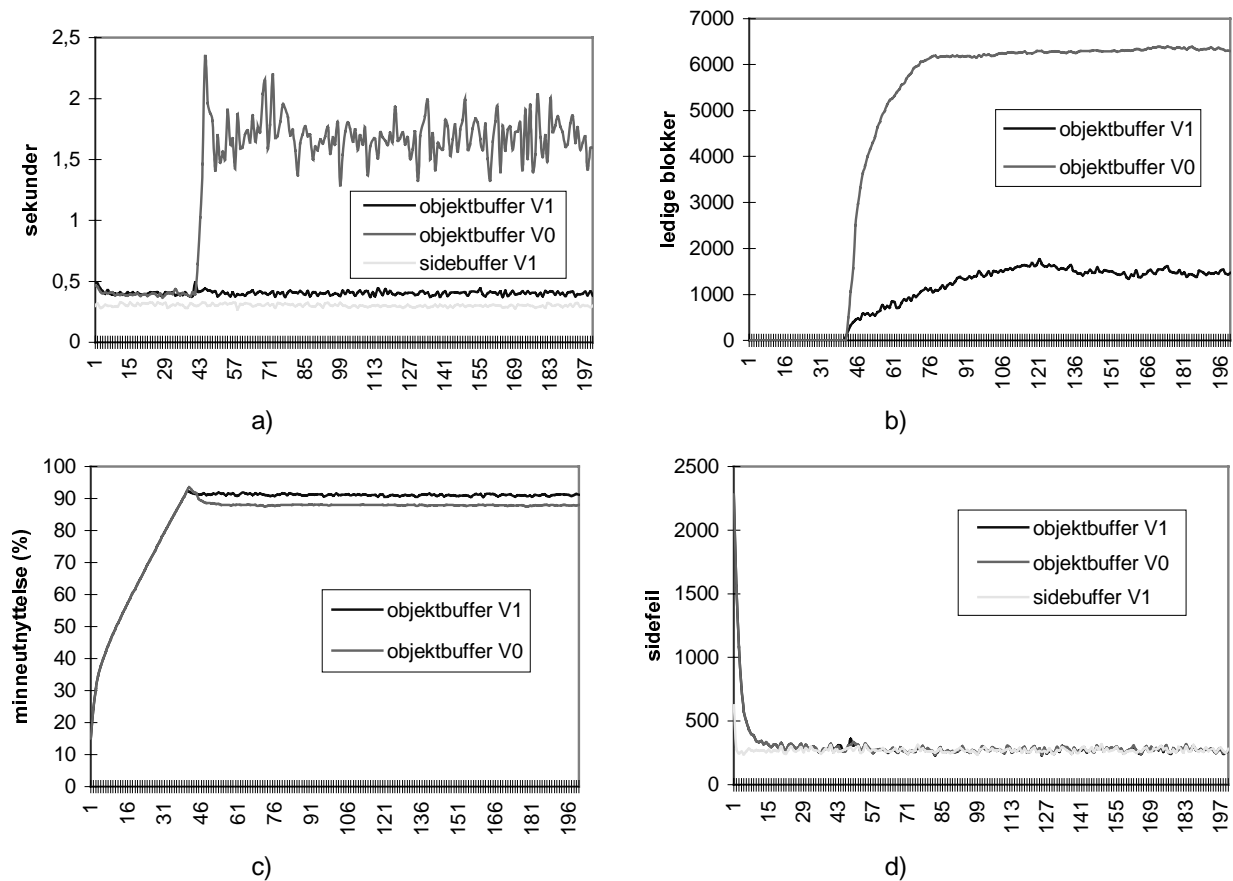 2,5
2
1,5
1
0,5
0
sekunder
objektbuffer V1
objektbuffer V0
sidebuffer V1
1 15 29 43 57 71 85 99 113 127 141 155 169 183 197
a)
7000
6000
5000
4000
3000
2000
1000
0
ledige blokker
objektbuffer V1
objektbuffer V0
1 16 31 46 61 76 91 106 121 136 151 166 181 196
b)
100
90
80
70
60
50
40
30
20
10
0
minneutnyttelse (%)
objektbuffer V1
objektbuffer V0
1 16 31 46 61 76 91 106 121 136 151 166 181 196
c)
2500
2000
1500
1000
500
0
sidefeil
objektbuffer V1
objektbuffer V0
sidebuffer V1
1 15 29 43 57 71 85 99 113 127 141 155 169 183 197
d)